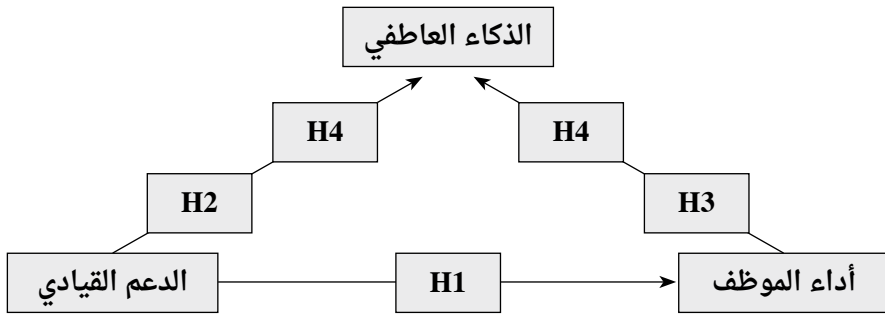 الذكاء العاطفي
H4
H4
H2
H3
الدعم القيادي
H1
أداء الموظف